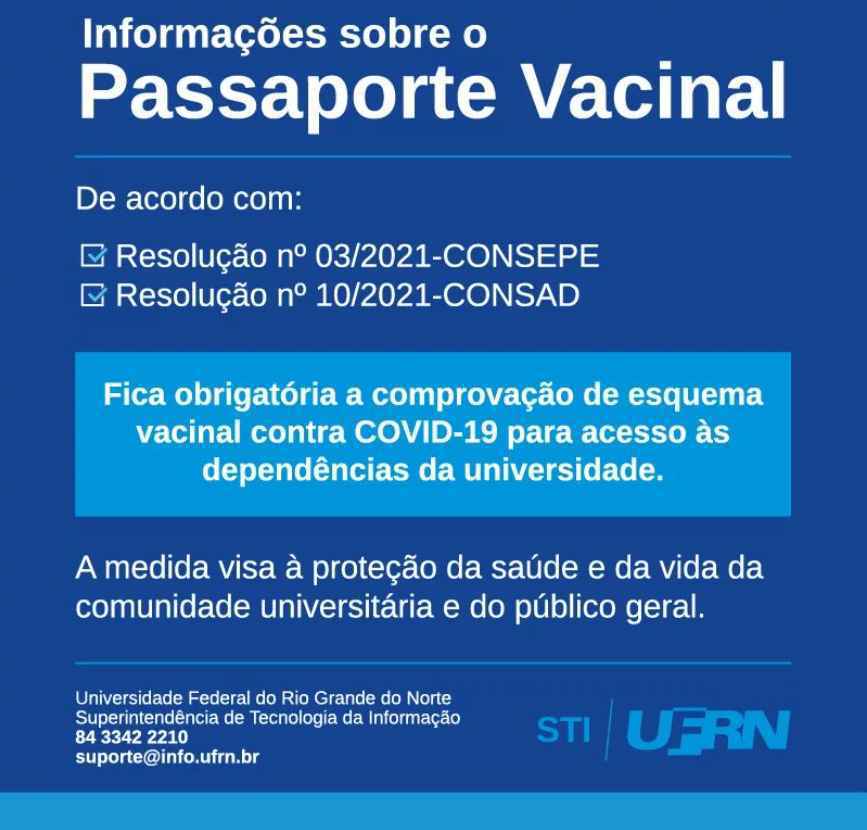 Informações sobre o
Passaporte Vacinal
De acordo com:
Resolução nº 03/2021-CONSEPE
Resolução nº 10/2021-CONSAD
Fica obrigatória a comprovação de esquema
vacinal contra COVID-19 para acesso às
dependências da universidade.
A medida visa à proteção da saúde e da vida da
comunidade universitária e do público geral.
Universidade Federal do Rio Grande do Norte
Superintendência de Tecnologia da Informação
84 3342 2210
suporte@info.ufrn.br
STI UFRN